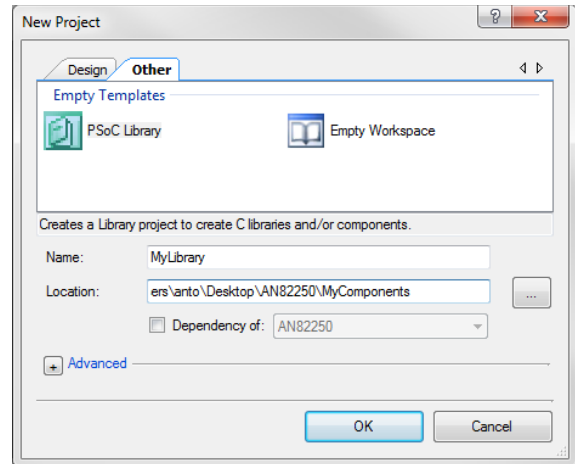 New Project
Design Other
Empty Templates
PSoC Library Empty Workspace
Creates a Library project to create C libraries and/or components.
Name: MyLibrary
Location: ers\anto\Desktop\AN82250\MyComponents ...
Dependency of: AN82250
+ Advanced
OK Cancel